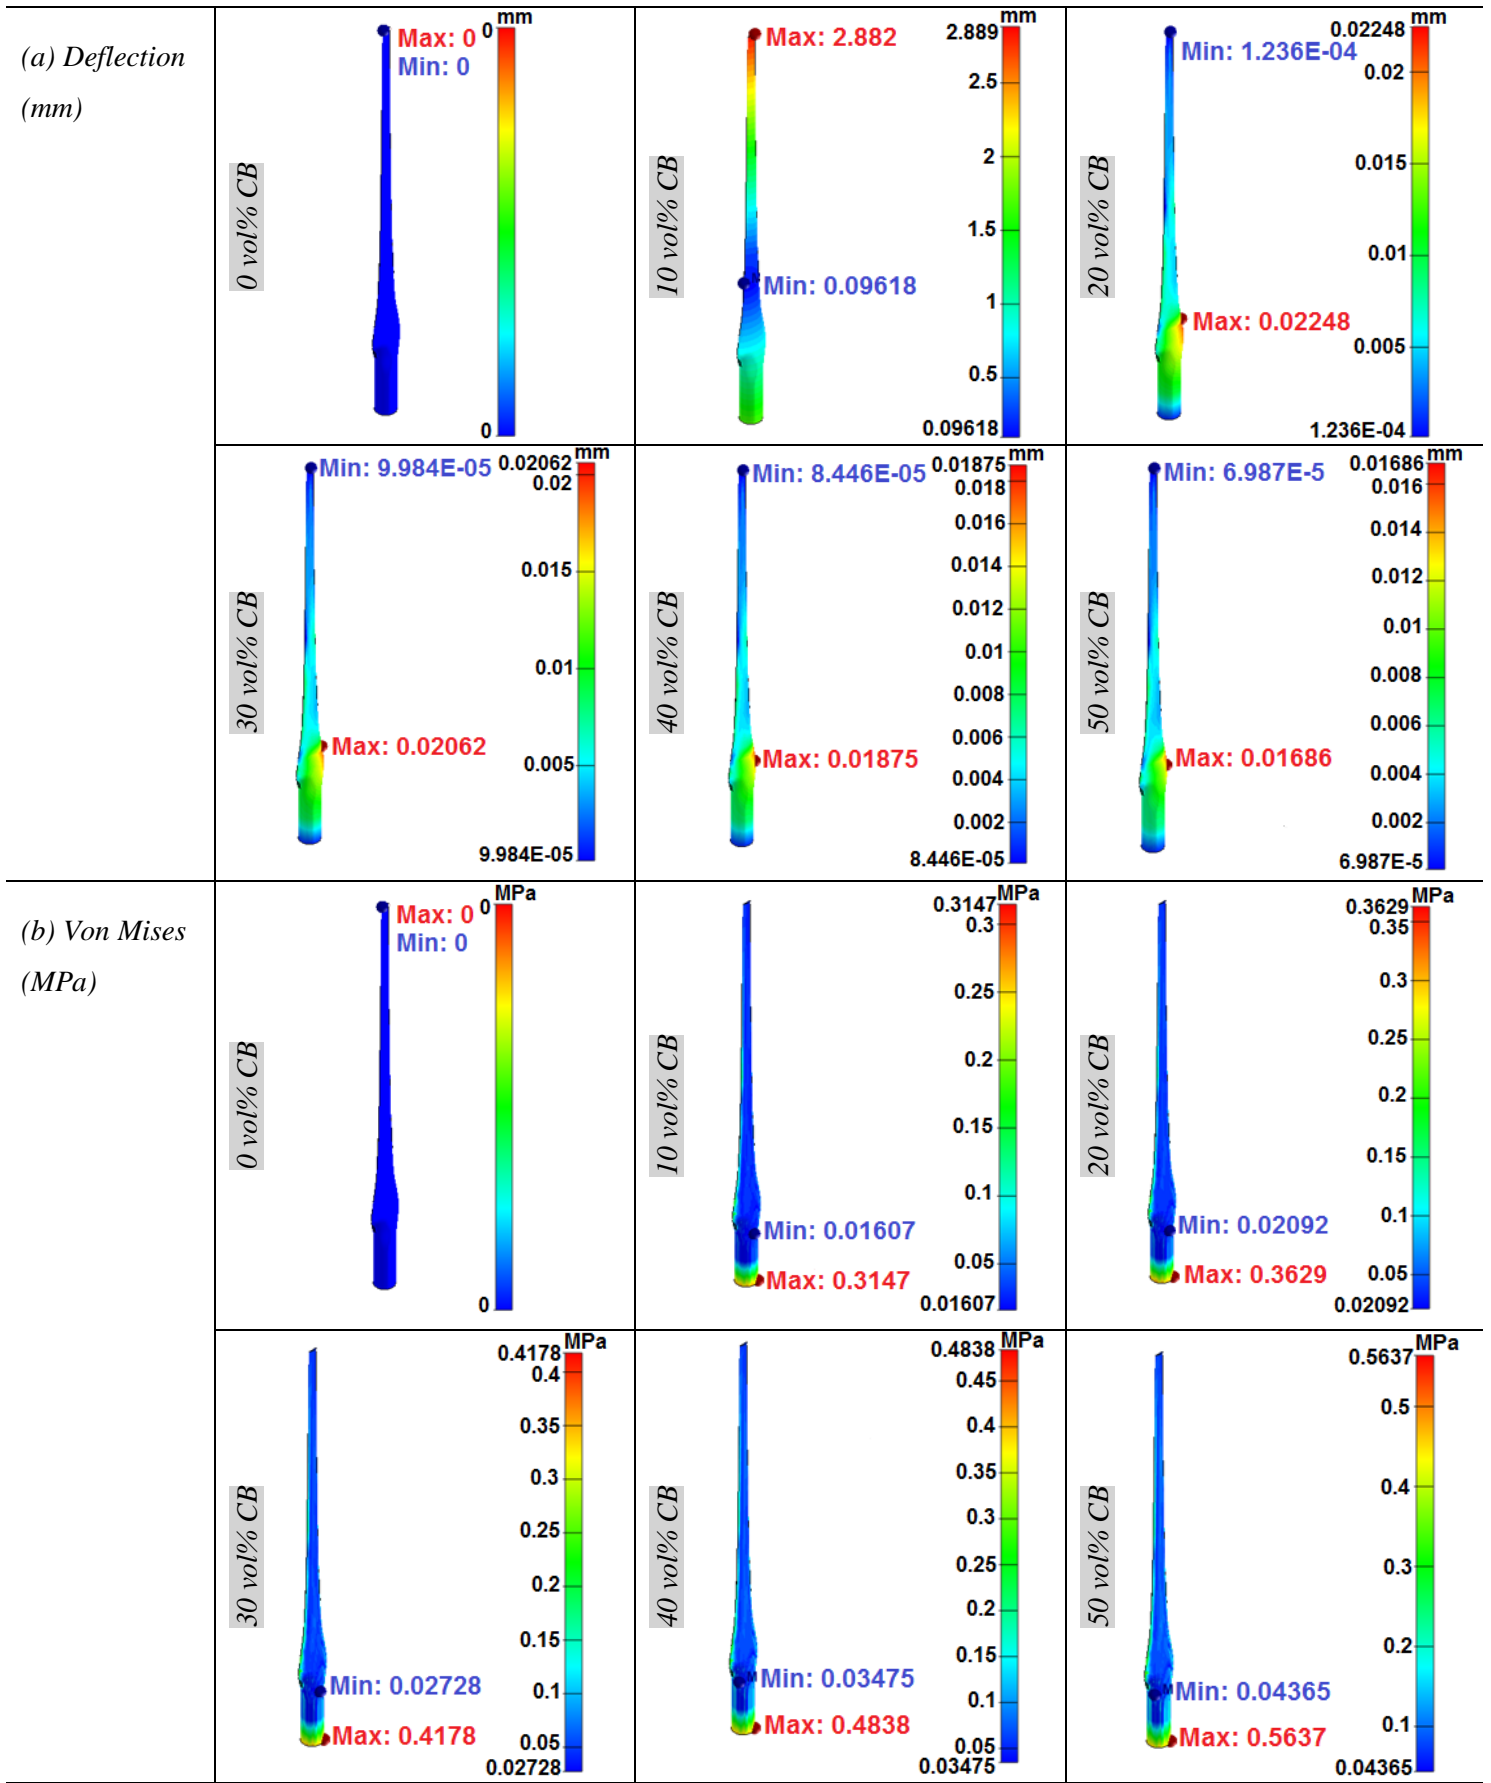 (a) Deflection
(mm)
0 vol% CB
Max: 0
Min: 0
mm
0
0
10 vol% CB
Max: 2.882
Min: 0.09618
mm
2.889
2.5
2
1.5
1
0.5
0.09618
20 vol% CB
Min: 1.236E-04
Max: 0.02248
mm
0.02248
0.02
0.015
0.01
0.005
1.236E-04
30 vol% CB
Min: 9.984E-05
Max: 0.02062
mm
0.02062
0.02
0.015
0.01
0.005
9.984E-05
40 vol% CB
Min: 8.446E-05
Max: 0.01875
mm
0.01875
0.018
0.016
0.014
0.012
0.01
0.008
0.006
0.004
0.002
8.446E-05
50 vol% CB
Min: 6.987E-5
Max: 0.01686
mm
0.01686
0.016
0.014
0.012
0.01
0.008
0.006
0.004
0.002
6.987E-5
(b) Von Mises
(MPa)
0 vol% CB
Max: 0
Min: 0
MPa
0
0
10 vol% CB
Min: 0.01607
Max: 0.3147
MPa
0.3147
0.3
0.25
0.2
0.15
0.1
0.05
0.01607
20 vol% CB
Min: 0.02092
Max: 0.3629
MPa
0.3629
0.35
0.3
0.25
0.2
0.15
0.1
0.05
0.02092
30 vol% CB
Min: 0.02728
Max: 0.4178
MPa
0.4178
0.4
0.35
0.3
0.25
0.2
0.15
0.1
0.05
0.02728
40 vol% CB
Min: 0.03475
Max: 0.4838
MPa
0.4838
0.45
0.4
0.35
0.3
0.25
0.2
0.15
0.1
0.05
0.03475
50 vol% CB
Min: 0.04365
Max: 0.5637
MPa
0.5637
0.5
0.4
0.3
0.2
0.1
0.04365